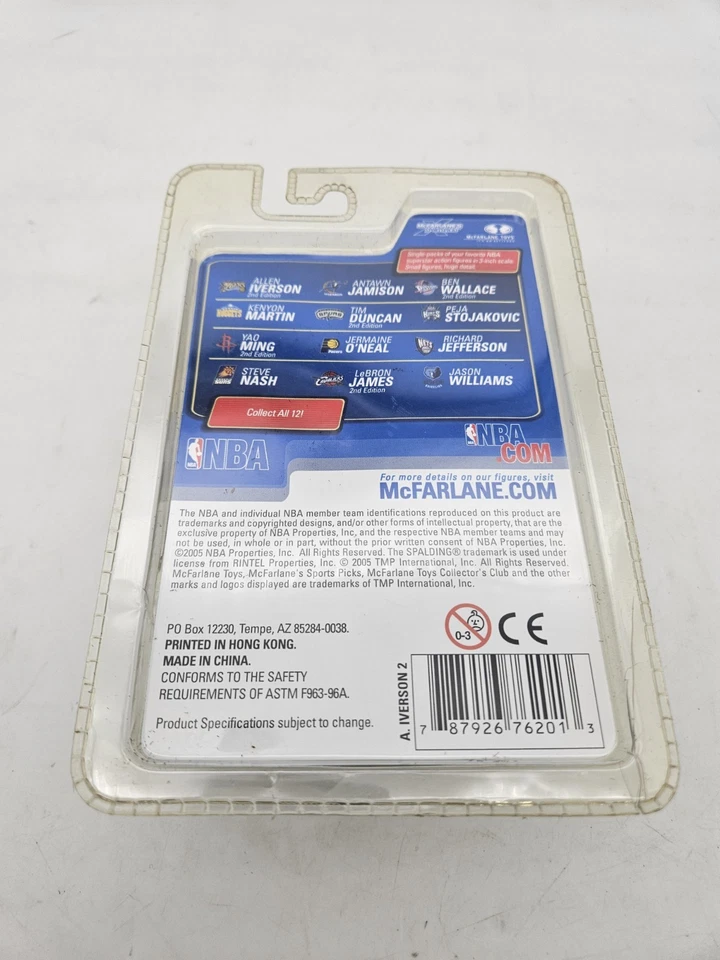 McFARLANE'S
McFARLANE TOYS
Single-packs of your favorite NBA
superstar action figures in 3-inch scale.
Small figures, huge detail.
ALLEN
IVERSON
2nd Edition
ANTAWN
JAMISON
BEN
WALLACE
2nd Edition
NUGGETS
KENYON
MARTIN
SPURS
TIM
DUNCAN
2nd Edition
PEJA
STOJAKOVIC
YAO
MING
2nd Edition
Pacers
JERMAINE
O'NEAL
NETS
RICHARD
JEFFERSON
STEVE
NASH
LeBRON
JAMES
2nd Edition
JASON
WILLIAMS
Collect All 12!
NBA
NBA
.COM
For more details on our figures, visit
McFARLANE.COM
The NBA and individual NBA member team identifications reproduced on this product are
trademarks and copyrighted designs, and/or other forms of intellectual property, that are the
exclusive property of NBA Properties, Inc, and the respective NBA member teams and may
not be used, in whole or in part, without the prior written consent of NBA Properties, Inc.
©2005 NBA Properties, Inc. All Rights Reserved. The SPALDING® trademark is used under
license from RINTEL Properties, Inc. © 2005 TMP International, Inc. All Rights Reserved.
McFarlane Toys, McFarlane's Sports Picks, McFarlane Toys Collector's Club and the other
marks and logos displayed are trademarks of TMP International, Inc.
PO Box 12230, Tempe, AZ 85284-0038.
PRINTED IN HONG KONG.
MADE IN CHINA.
CONFORMS TO THE SAFETY
REQUIREMENTS OF ASTM F963-96A.
Product Specifications subject to change.
0-3
CE
A. IVERSON 2
7 87926 76201 3